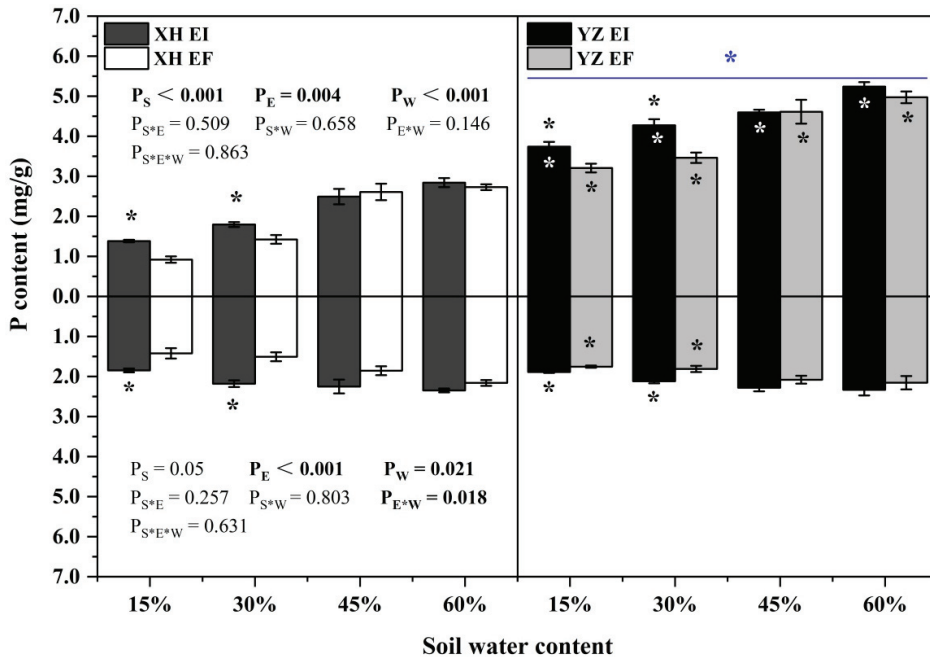 P content (mg/g)
7.0
6.0
5.0
4.0
3.0
2.0
1.0
0.0
1.0
2.0
3.0
4.0
5.0
6.0
7.0
XH EI
XH EF
P_S < 0.001 P_E = 0.004 P_W < 0.001
P_S*E = 0.509 P_S*W = 0.658 P_E*W = 0.146
P_S*E*W = 0.863
* *
* *
P_S = 0.05 P_E < 0.001 P_W = 0.021
P_S*E = 0.257 P_S*W = 0.803 P_E*W = 0.018
P_S*E*W = 0.631
YZ EI
YZ EF
*
* *
* * * * * * * *
* *
* *
15% 30% 45% 60% 15% 30% 45% 60%
Soil water content